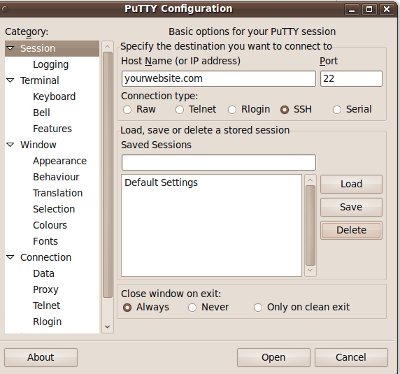 PuTTY Configuration
Category:
Session
Logging
Terminal
Keyboard
Bell
Features
Window
Appearance
Behaviour
Translation
Selection
Colours
Fonts
Connection
Data
Proxy
Telnet
Rlogin
Basic options for your PuTTY session
Specify the destination you want to connect to
Host Name (or IP address) Port
yourwebsite.com 22
Connection type:
Raw Telnet Rlogin SSH Serial
Load, save or delete a stored session
Saved Sessions
Default Settings
Load
Save
Delete
Close window on exit:
Always Never Only on clean exit
About Open Cancel